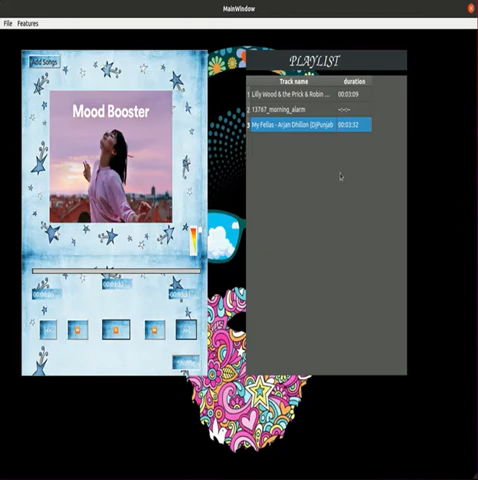 MainWindow
File Features
Add Songs
Mood Booster
PLAYLIST
Track name duration
1 Lilly Wood & the Prick & Robin ... 00:03:09
2 13767_morning_alarm --:--:--
3 My Fellas - Arjan Dhillon (DjPunjab 00:03:32